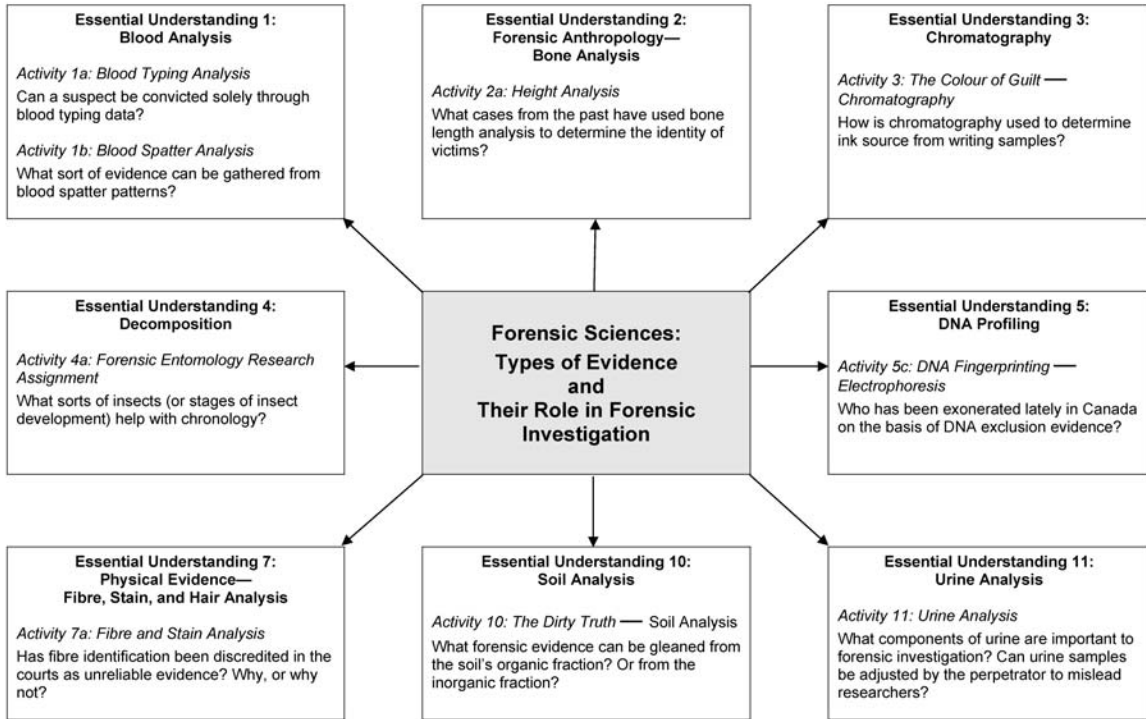 Essential Understanding 1:
Blood Analysis
Activity 1a: Blood Typing Analysis
Can a suspect be convicted solely through
blood typing data?
Activity 1b: Blood Spatter Analysis
What sort of evidence can be gathered from
blood spatter patterns?
Essential Understanding 2:
Forensic Anthropology—
Bone Analysis
Activity 2a: Height Analysis
What cases from the past have used bone
length analysis to determine the identity of
victims?
Essential Understanding 3:
Chromatography
Activity 3: The Colour of Guilt —
Chromatography
How is chromatography used to determine
ink source from writing samples?
Essential Understanding 4:
Decomposition
Activity 4a: Forensic Entomology Research
Assignment
What sorts of insects (or stages of insect
development) help with chronology?
Forensic Sciences:
Types of Evidence
and
Their Role in Forensic
Investigation
Essential Understanding 5:
DNA Profiling
Activity 5c: DNA Fingerprinting —
Electrophoresis
Who has been exonerated lately in Canada
on the basis of DNA exclusion evidence?
Essential Understanding 7:
Physical Evidence—
Fibre, Stain, and Hair Analysis
Activity 7a: Fibre and Stain Analysis
Has fibre identification been discredited in the
courts as unreliable evidence? Why, or why
not?
Essential Understanding 10:
Soil Analysis
Activity 10: The Dirty Truth — Soil Analysis
What forensic evidence can be gleaned from
the soil's organic fraction? Or from the
inorganic fraction?
Essential Understanding 11:
Urine Analysis
Activity 11: Urine Analysis
What components of urine are important to
forensic investigation? Can urine samples
be adjusted by the perpetrator to mislead
researchers?